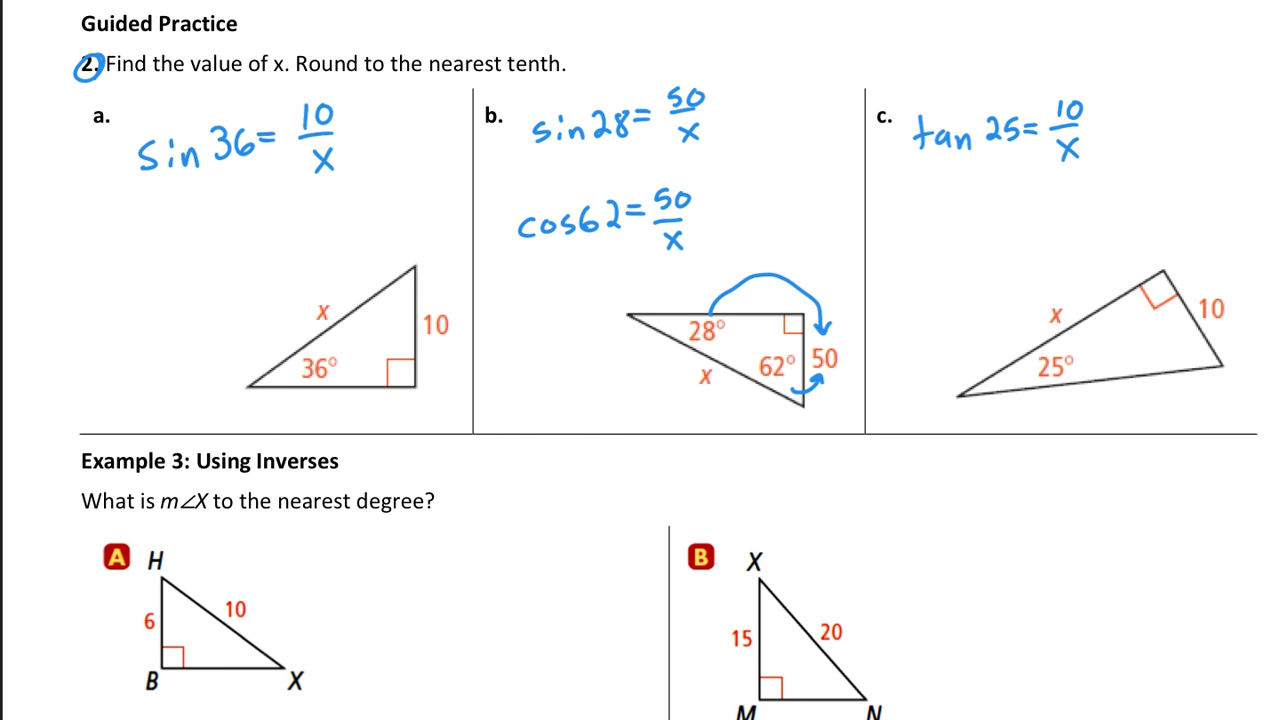 Guided Practice
2. Find the value of x. Round to the nearest tenth.
a.
sin 36 = 10/x
x
10
36°
b.
sin 28 = 50/x
cos 62 = 50/x
28°
62°
50
x
c.
tan 25 = 10/x
x
10
25°
Example 3: Using Inverses
What is m∠X to the nearest degree?
A
H
6
10
B
X
B
X
15
20
M
N